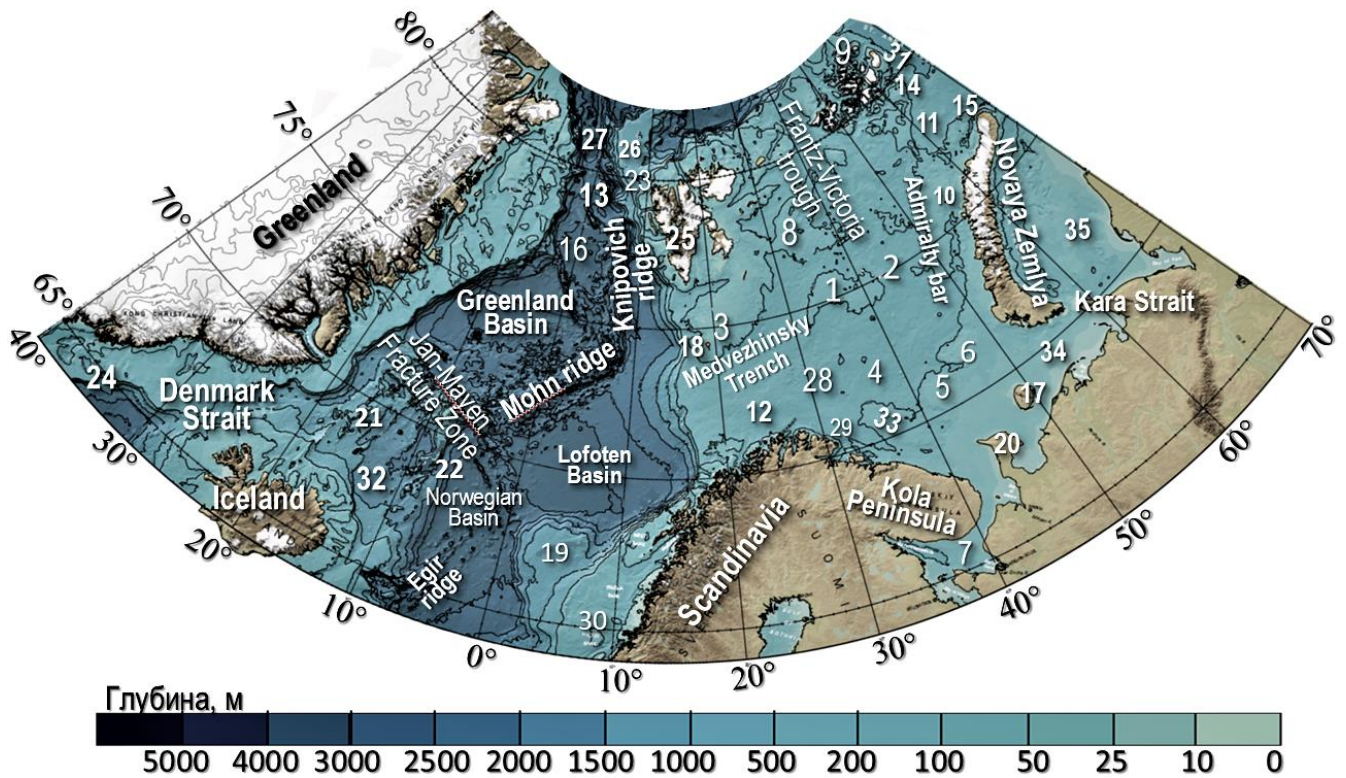 80°
75°
70°
65°
40°
30°
20°
10°
0°
10°
20°
30°
40°
50°
60°
70°
Greenland
KONG CHRISTIAN
9
31
14
15
11
27
26
23
13
Frantz-Victoria
trough
Admiralty bar
10
Novaya Zemlya
35
25
8
16
Knipovich
ridge
2
1
Greenland
Basin
Kara Strait
3
18
Medvezhinsky
Trench
6
34
24
Denmark
Strait
Jan-Mayen
Fracture Zone
Mohn ridge
28
4
5
17
21
12
29
33
20
32
22
Lofoten
Basin
Iceland
Norwegian
Basin
Kola
Peninsula
SUOMI
Scandinavia
19
7
Egir
ridge
30
Глубина, м
5000 4000 3000 2500 2000 1500 1000 500 200 100 50 25 10 0